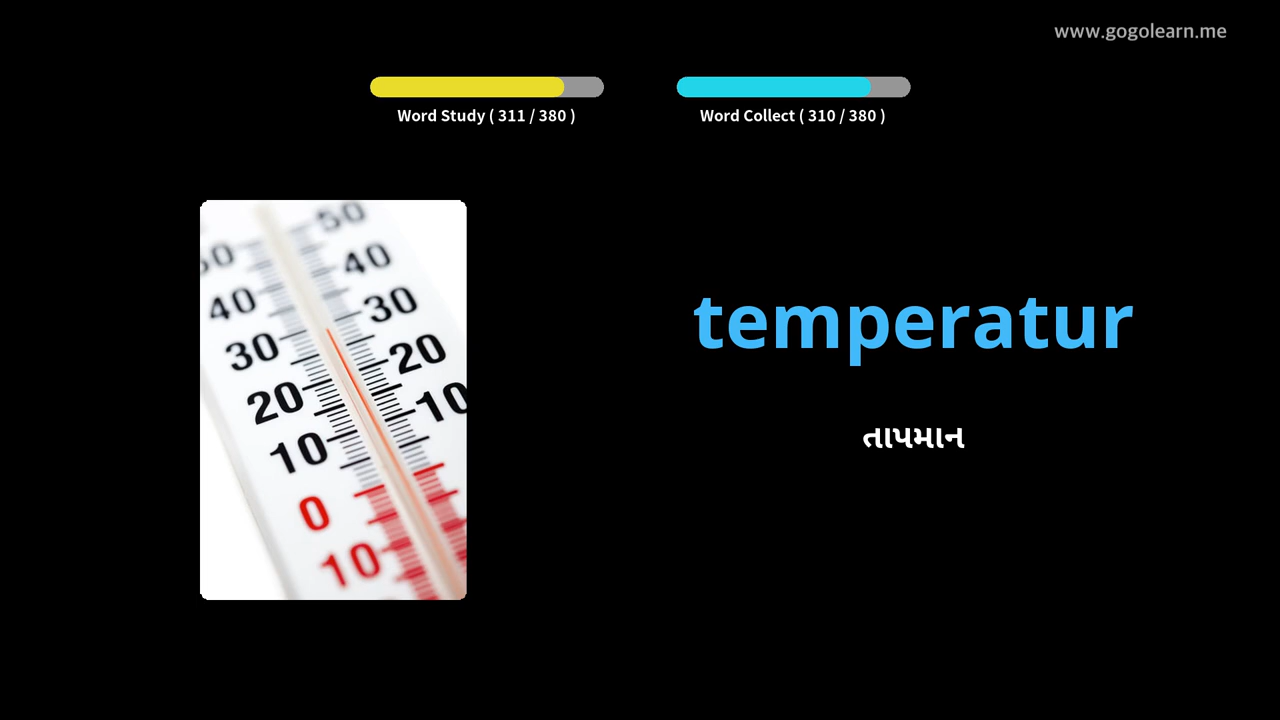 www.gogolearn.me
Word Study ( 311 / 380 )
Word Collect ( 310 / 380 )
50
40
30
20
10
40
30
20
10
0
10
temperatur
તાપમાન